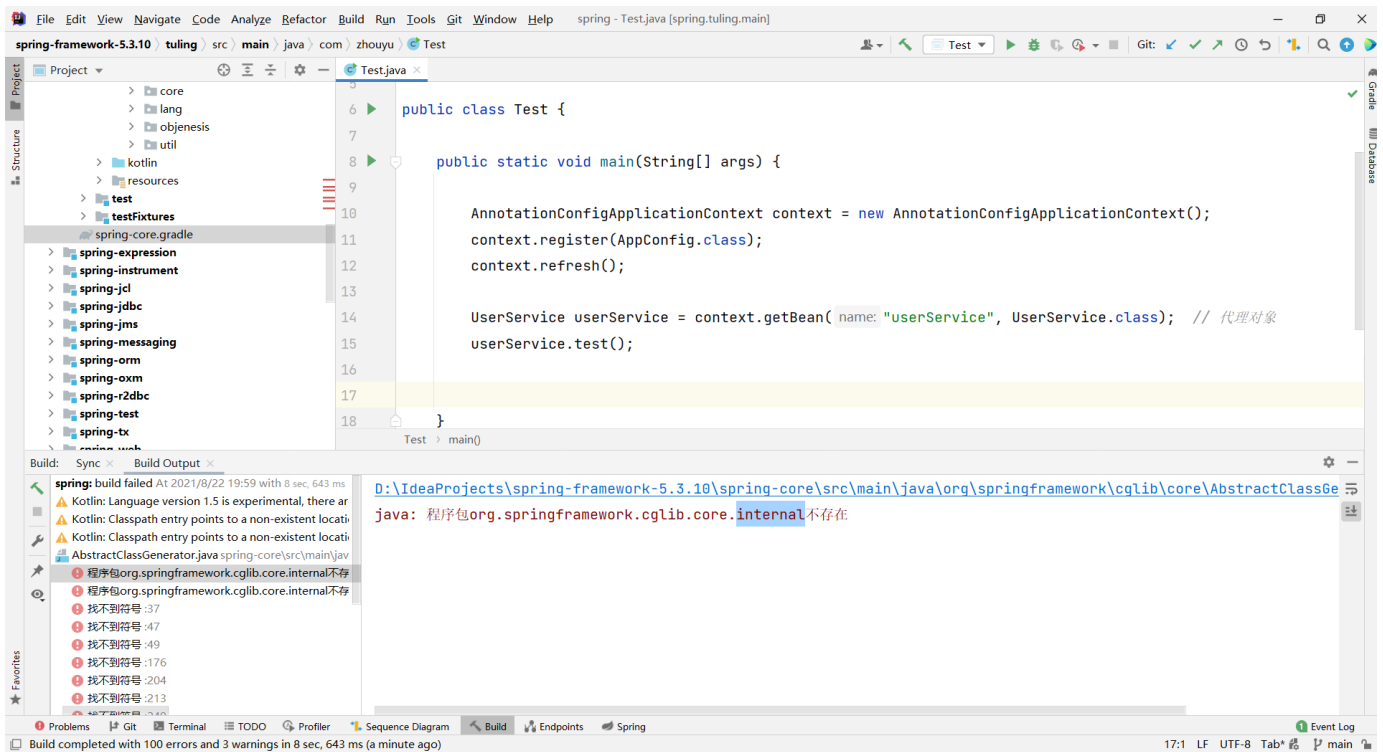 File Edit View Navigate Code Analyze Refactor Build Run Tools Git Window Help spring - Test.java [spring.tuling.main]
spring-framework-5.3.10 tuling src main java com zhouyu Test
Test
Git:
Project
Test.java
core
lang
objenesis
util
kotlin
resources
test
testFixtures
spring-core.gradle
spring-expression
spring-instrument
spring-jcl
spring-jdbc
spring-jms
spring-messaging
spring-orm
spring-oxm
spring-r2dbc
spring-test
spring-tx
spring-web
Project
Structure
Favorites
Gradle
Database
5
6 public class Test {
7
8 public static void main(String[] args) {
9
10 AnnotationConfigApplicationContext context = new AnnotationConfigApplicationContext();
11 context.register(AppConfig.class);
12 context.refresh();
13
14 UserService userService = context.getBean( name: "userService", UserService.class); // 代理对象
15 userService.test();
16
17
18 }
Test > main()
Build: Sync Build Output
spring: build failed At 2021/8/22 19:59 with 8 sec, 643 ms
Kotlin: Language version 1.5 is experimental, there ar
Kotlin: Classpath entry points to a non-existent locati
Kotlin: Classpath entry points to a non-existent locati
AbstractClassGenerator.java spring-core\src\main\jav
程序包org.springframework.cglib.core.internal不存
程序包org.springframework.cglib.core.internal不存
找不到符号 :37
找不到符号 :47
找不到符号 :49
找不到符号 :176
找不到符号 :204
找不到符号 :213
D:\IdeaProjects\spring-framework-5.3.10\spring-core\src\main\java\org\springframework\cglib\core\AbstractClassGe
java: 程序包org.springframework.cglib.core.internal不存在
Problems Git Terminal TODO Profiler Sequence Diagram Build Endpoints Spring
1 Event Log
Build completed with 100 errors and 3 warnings in 8 sec, 643 ms (a minute ago)
17:1 LF UTF-8 Tab* main